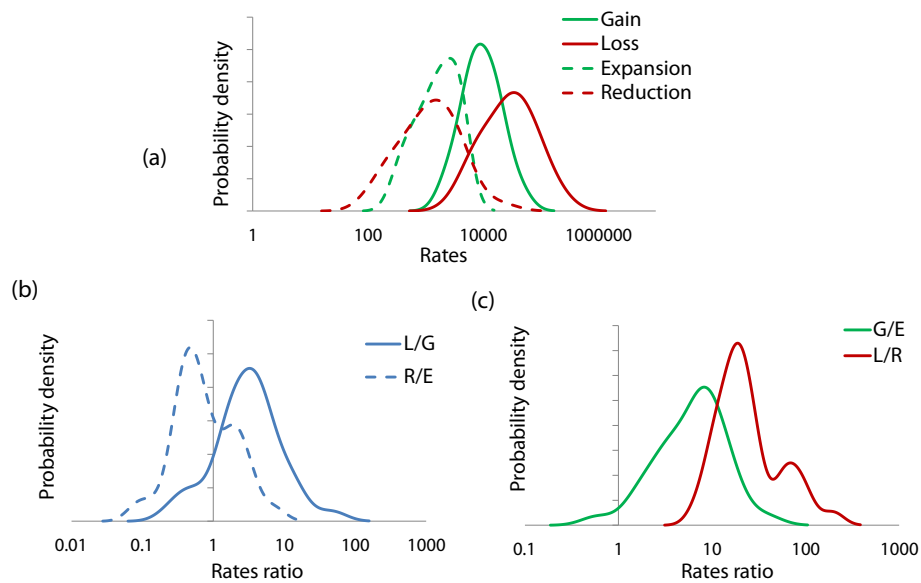 Gain
Loss
Expansion
Reduction
Probability density
(a)
1
100
10000
1000000
Rates
(b)
L/G
R/E
Probability density
0.01
0.1
1
10
100
1000
Rates ratio
(c)
G/E
L/R
Probability density
0.1
1
10
100
1000
Rates ratio